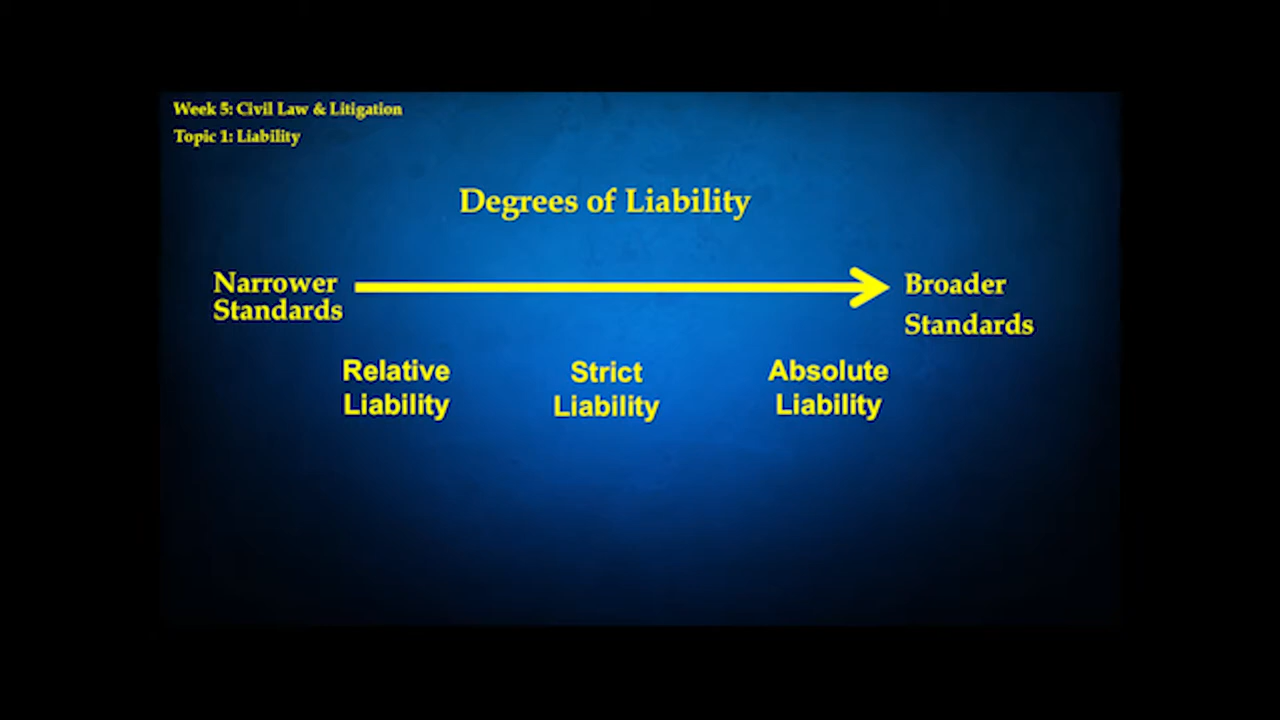 Week 5: Civil Law & Litigation
Topic 1: Liability
Degrees of Liability
Narrower
Standards
Broader
Standards
Relative
Liability
Strict
Liability
Absolute
Liability